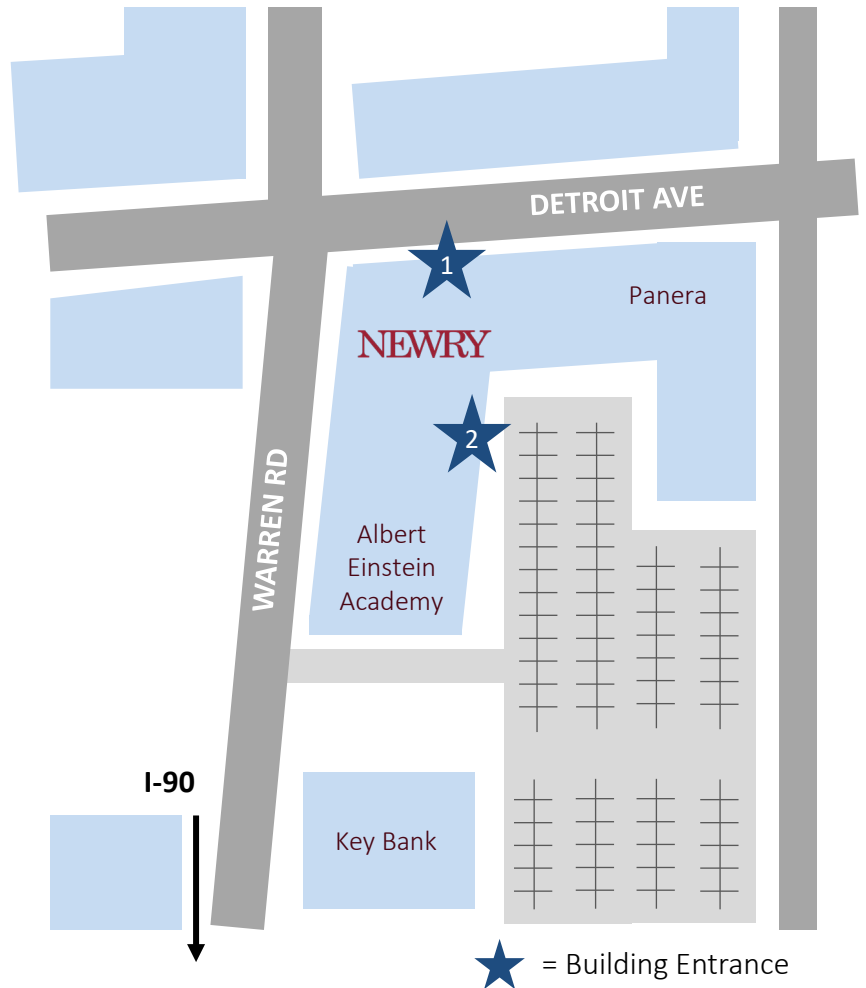 DETROIT AVE
1
Panera
NEWRY
2
WARREN RD
Albert
Einstein
Academy
I-90
Key Bank
= Building Entrance